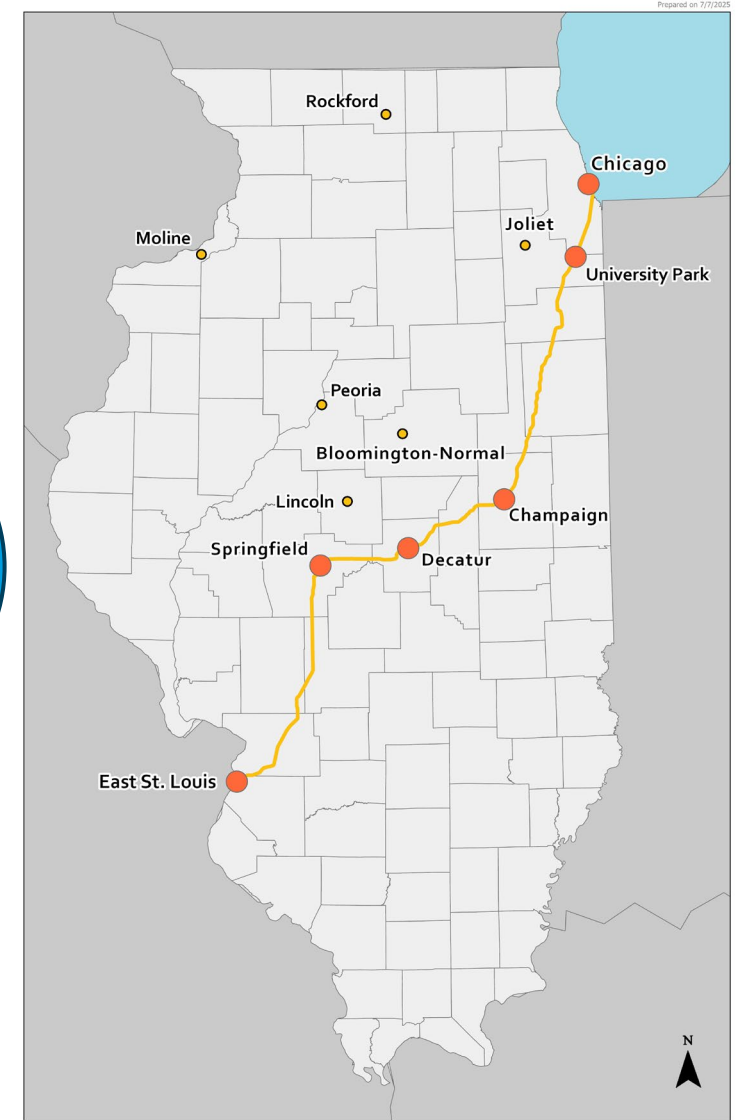 Prepared on 7/7/2025
Rockford
Chicago
Joliet
Moline
University Park
Peoria
Bloomington-Normal
Lincoln
Champaign
Springfield
Decatur
East St. Louis
N